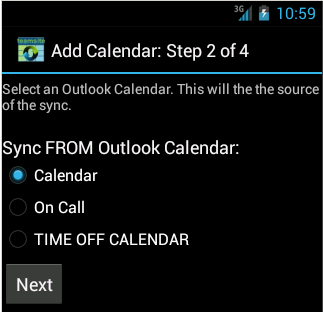 3G 10:59
teamsite
Add Calendar: Step 2 of 4
Select an Outlook Calendar. This will the the source
of the sync.
Sync FROM Outlook Calendar:
Calendar
On Call
TIME OFF CALENDAR
Next